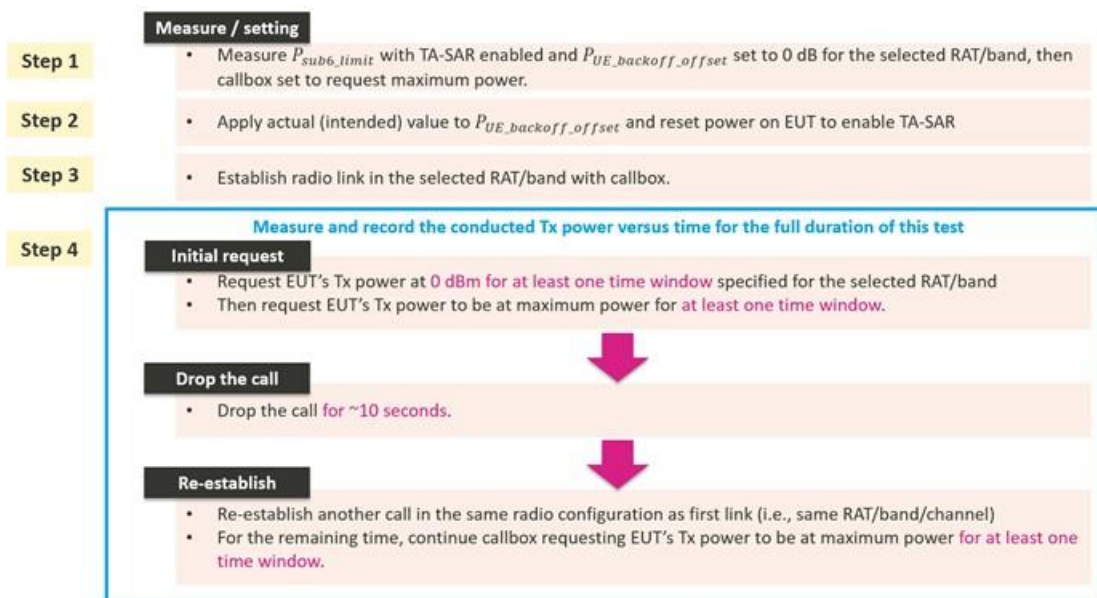 Measure / setting
Step 1
• Measure P_sub6_limit with TA-SAR enabled and P_UE_backoff_offset set to 0 dB for the selected RAT/band, then
callbox set to request maximum power.
Step 2
• Apply actual (intended) value to P_UE_backoff_offset and reset power on EUT to enable TA-SAR
Step 3
• Establish radio link in the selected RAT/band with callbox.
Measure and record the conducted Tx power versus time for the full duration of this test
Step 4
Initial request
• Request EUT's Tx power at 0 dBm for at least one time window specified for the selected RAT/band
• Then request EUT's Tx power to be at maximum power for at least one time window.
Drop the call
• Drop the call for ~10 seconds.
Re-establish
• Re-establish another call in the same radio configuration as first link (i.e., same RAT/band/channel)
• For the remaining time, continue callbox requesting EUT's Tx power to be at maximum power for at least one
time window.